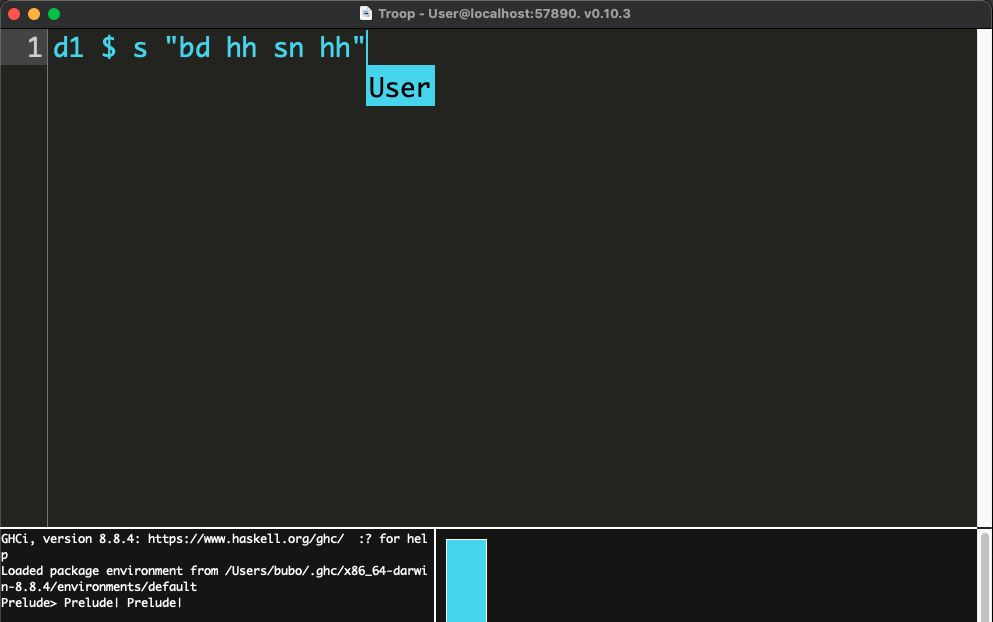 Troop - User@localhost:57890. v0.10.3
1 d1 $ s "bd hh sn hh"
User
GHCi, version 8.8.4: https://www.haskell.org/ghc/  :? for hel
p
Loaded package environment from /Users/bubo/.ghc/x86_64-darwi
n-8.8.4/environments/default
Prelude> Prelude| Prelude|